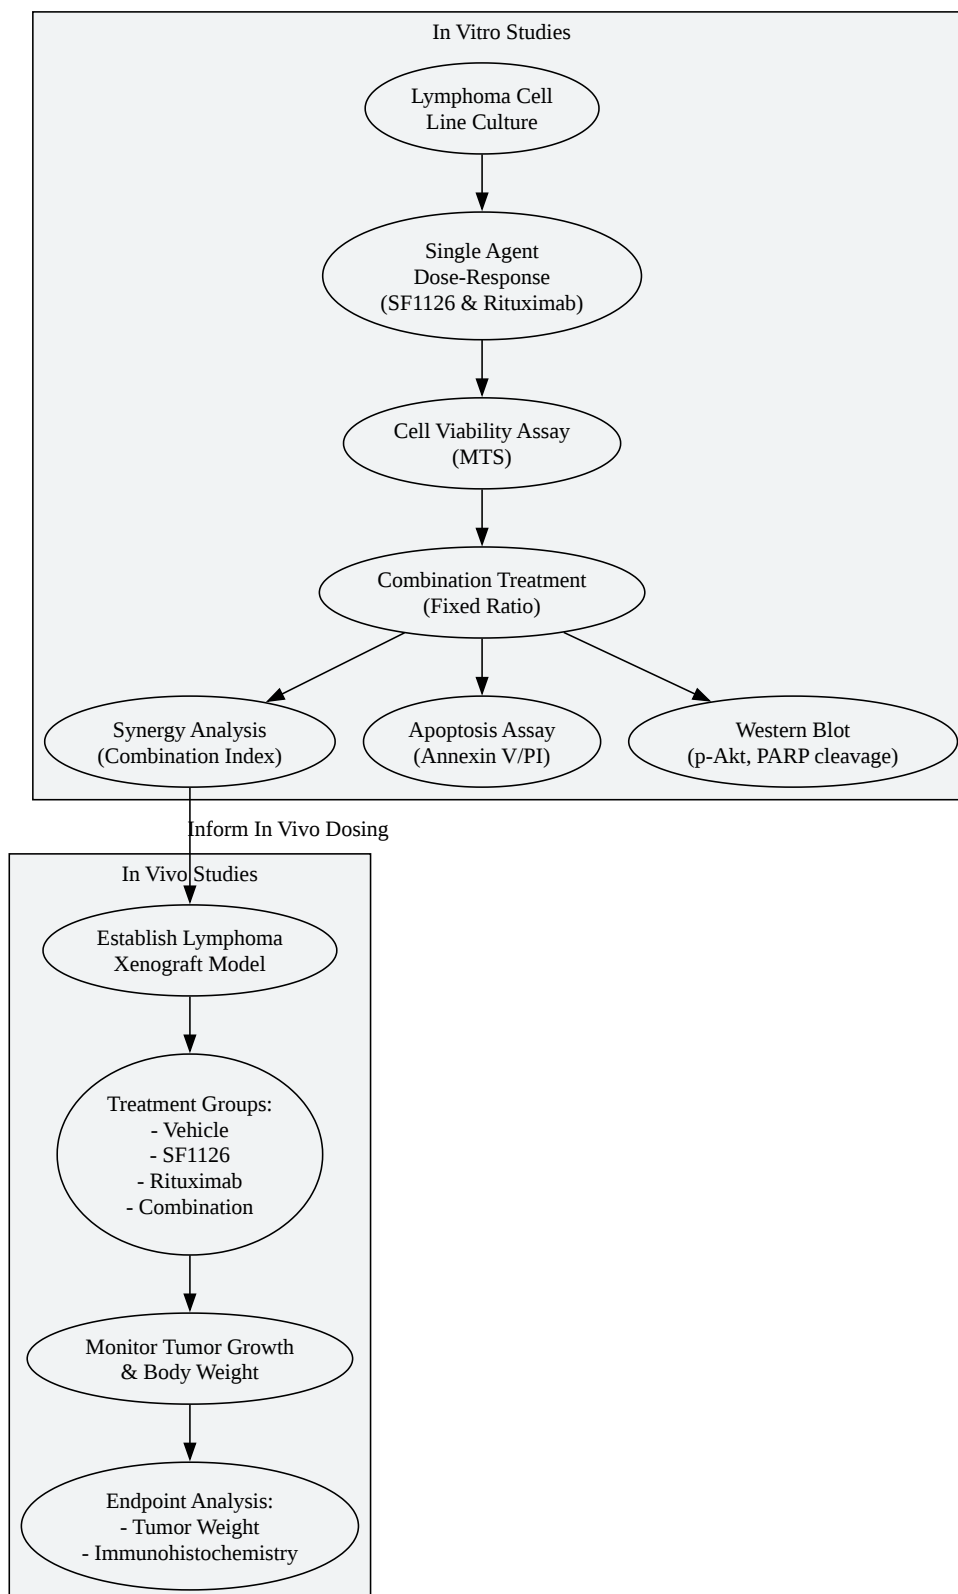 In Vitro Studies
Lymphoma Cell
Line Culture
Single Agent
Dose-Response
(SF1126 & Rituximab)
Cell Viability Assay
(MTS)
Combination Treatment
(Fixed Ratio)
Synergy Analysis
(Combination Index)
Apoptosis Assay
(Annexin V/PI)
Western Blot
(p-Akt, PARP cleavage)
Inform In Vivo Dosing
In Vivo Studies
Establish Lymphoma
Xenograft Model
Treatment Groups:
- Vehicle
- SF1126
- Rituximab
- Combination
Monitor Tumor Growth
& Body Weight
Endpoint Analysis:
- Tumor Weight
- Immunohistochemistry